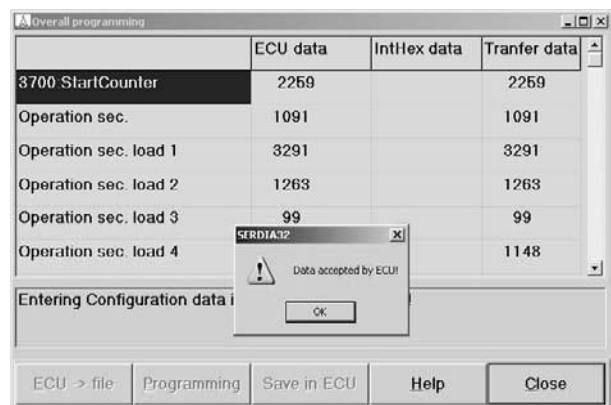 Overall programming
ECU data IntHex data Tranfer data
3700 StartCounter 2259 2259
Operation sec. 1091 1091
Operation sec. load 1 3291 3291
Operation sec. load 2 1263 1263
Operation sec. load 3 99 99
Operation sec. load 4 1148
SERDIA32
Data accepted by ECU!
OK
Entering Configuration data
ECU -> file Programming Save in ECU Help Close